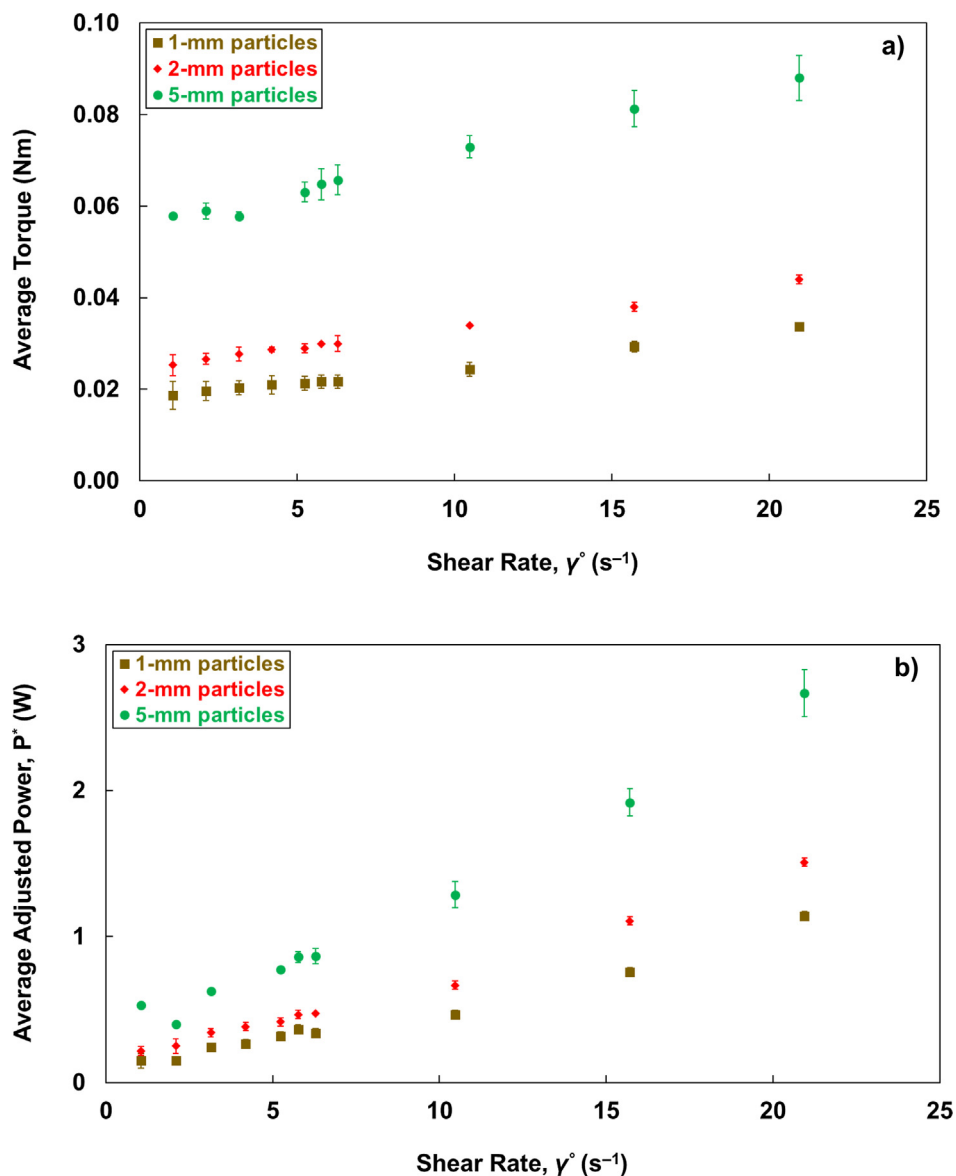 a)
1-mm particles
2-mm particles
5-mm particles
Average Torque (Nm)
0.10
0.08
0.06
0.04
0.02
0.00
0 5 10 15 20 25
Shear Rate, γ° (s⁻¹)
b)
1-mm particles
2-mm particles
5-mm particles
Average Adjusted Power, P* (W)
3
2
1
0
0 5 10 15 20 25
Shear Rate, γ° (s⁻¹)